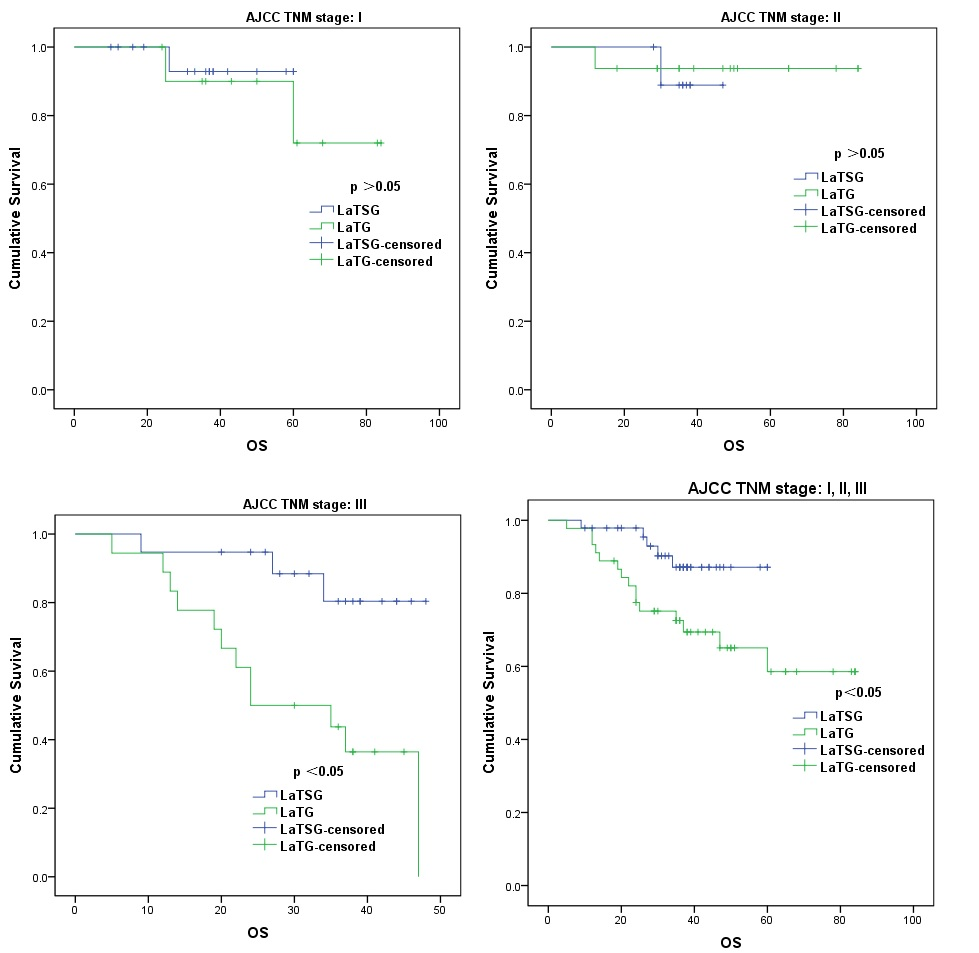 AJCC TNM stage: I
1.0
0.8
0.6
0.4
0.2
0.0
Cumulative Survival
p >0.05
LaTSG
LaTG
LaTSG-censored
LaTG-censored
0 20 40 60 80 100
OS
AJCC TNM stage: II
1.0
0.8
0.6
0.4
0.2
0.0
Cumulative Survival
p >0.05
LaTSG
LaTG
LaTSG-censored
LaTG-censored
0 20 40 60 80 100
OS
AJCC TNM stage: III
1.0
0.8
0.6
0.4
0.2
0.0
Cumulative Survival
p <0.05
LaTSG
LaTG
LaTSG-censored
LaTG-censored
0 10 20 30 40 50
OS
AJCC TNM stage: I, II, III
1.0
0.8
0.6
0.4
0.2
0.0
Cumulative Survival
p<0.05
LaTSG
LaTG
LaTSG-censored
LaTG-censored
0 20 40 60 80 100
OS